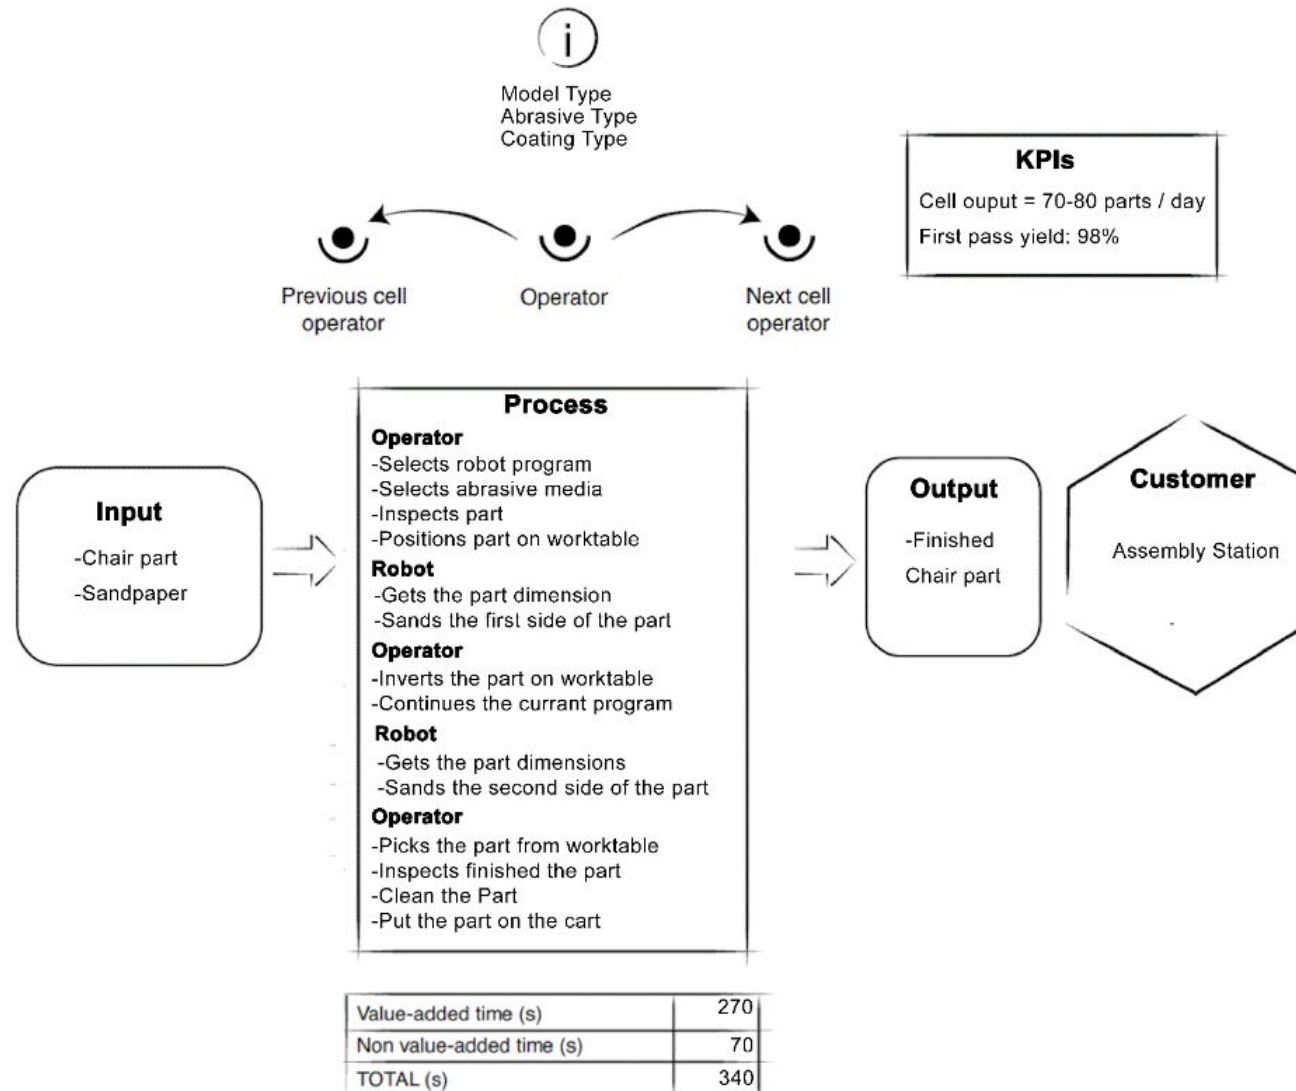 i
Model Type
Abrasive Type
Coating Type
KPIs
Cell ouput = 70-80 parts / day
First pass yield: 98%
Previous cell
operator
Operator
Next cell
operator
Input
-Chair part
-Sandpaper
Process
Operator
-Selects robot program
-Selects abrasive media
-Inspects part
-Positions part on worktable
Robot
-Gets the part dimension
-Sands the first side of the part
Operator
-Inverts the part on worktable
-Continues the currant program
Robot
-Gets the part dimensions
-Sands the second side of the part
Operator
-Picks the part from worktable
-Inspects finished the part
-Clean the Part
-Put the part on the cart
Output
-Finished
Chair part
Customer
Assembly Station
Value-added time (s) 270
Non value-added time (s) 70
TOTAL (s) 340